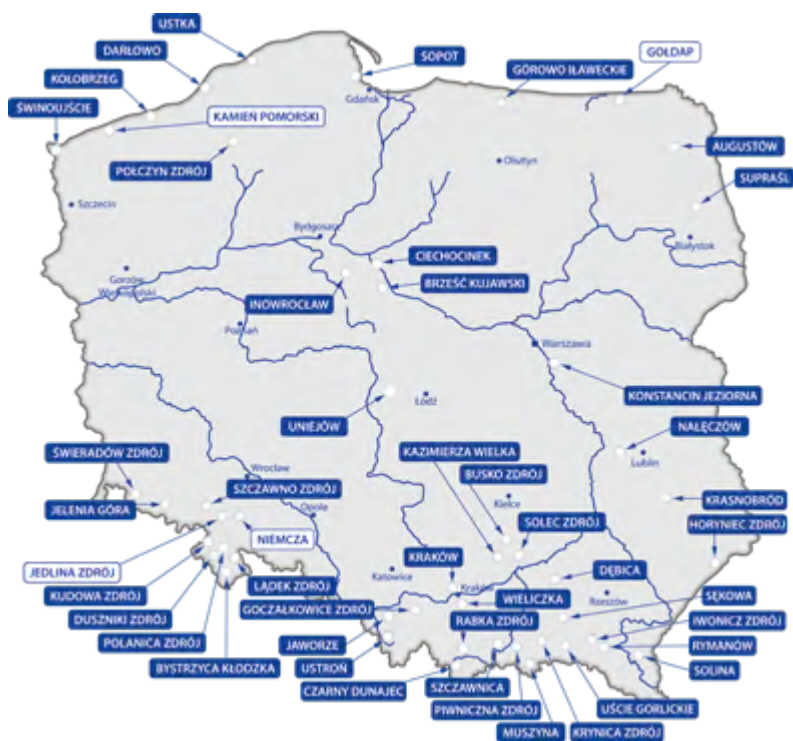 USTKA
DARŁOWO
SOPOT
KOŁOBRZEG
GÓROWO IŁAWECKIE
GOŁDAP
Gdańsk
ŚWINOUJŚCIE
KAMIEŃ POMORSKI
AUGUSTÓW
POŁCZYN ZDRÓJ
Olsztyn
SUPRAŚL
Szczecin
Bydgoszcz
Białystok
CIECHOCINEK
Gorzów
Wielkopolski
BRZEŚĆ KUJAWSKI
INOWROCŁAW
Poznań
Warszawa
KONSTANCIN JEZIORNA
Łódź
UNIEJÓW
NAŁĘCZÓW
KAZIMIERZA WIELKA
Lublin
ŚWIERADÓW ZDRÓJ
Wrocław
BUSKO ZDRÓJ
SZCZAWNO ZDRÓJ
KRASNOBRÓD
JELENIA GÓRA
Opole
Kielce
HORYNIEC ZDRÓJ
SOLEC ZDRÓJ
NIEMCZA
KRAKÓW
JEDLINA ZDRÓJ
Katowice
DĘBICA
KUDOWA ZDRÓJ
LĄDEK ZDRÓJ
Kraków
Rzeszów
SĘKOWA
WIELICZKA
GOCZAŁKOWICE ZDRÓJ
DUSZNIKI ZDRÓJ
RABKA ZDRÓJ
IWONICZ ZDRÓJ
POLANICA ZDRÓJ
JAWORZE
RYMANÓW
BYSTRZYCA KŁODZKA
USTROŃ
SOLINA
CZARNY DUNAJEC
SZCZAWNICA
UŚCIE GORLICKIE
PIWNICZNA ZDRÓJ
MUSZYNA
KRYNICA ZDRÓJ